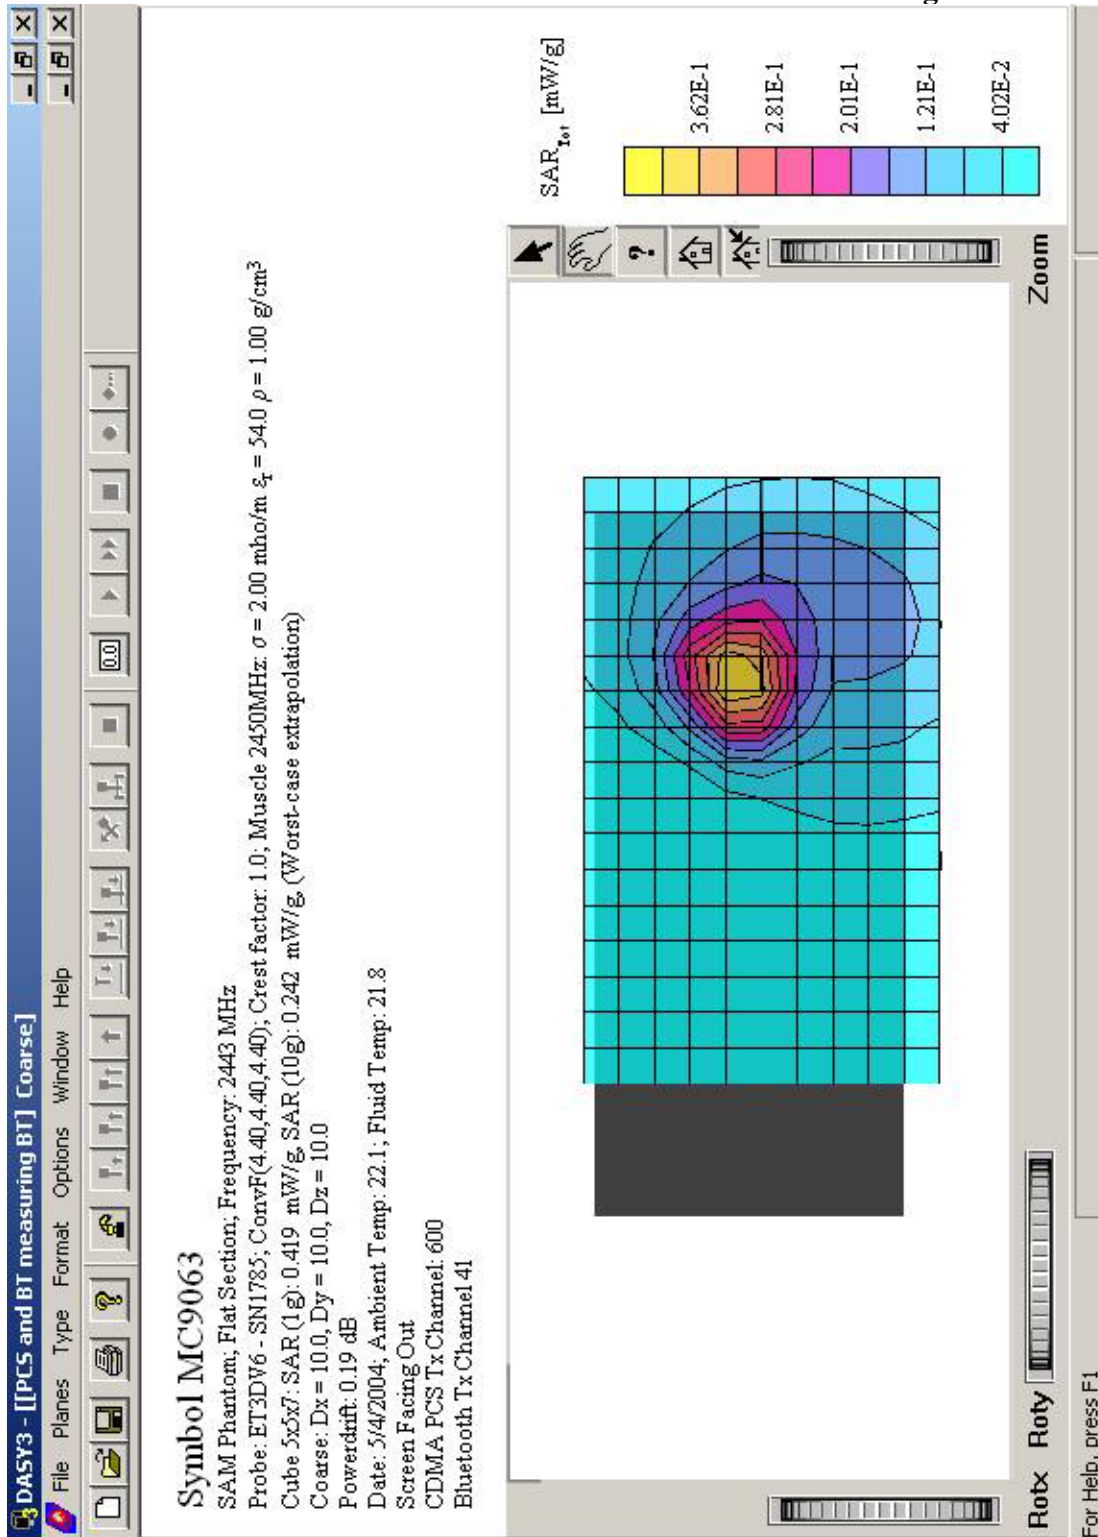 DASY3 - [[PCS and BT measuring BT] Coarse]
File Planes Type Format Options Window Help
0.0
Symbol MC9063
SAM Phantom; Flat Section; Frequency: 2443 MHz
Probe: ET3DV6 - SN1785; ConvF(4.40,4.40,4.40); Crest factor: 1.0; Muscle 2450MHz: σ = 2.00 mho/m εr = 54.0 ρ = 1.00 g/cm³
Cube 5x5x7: SAR (1g): 0.419 mW/g, SAR (10g): 0.242 mW/g, (Worst-case extrapolation)
Coarse: Dx = 10.0, Dy = 10.0, Dz = 10.0
Powerdrift: 0.19 dB
Date: 5/4/2004; Ambient Temp: 22.1; Fluid Temp: 21.8
Screen Facing Out
CDMA PCS Tx Channel: 600
Bluetooth Tx Channel 41
SARTot [mW/g]
3.62E-1
2.81E-1
2.01E-1
1.21E-1
4.02E-2
Rotx Roty Zoom
For Help, press F1